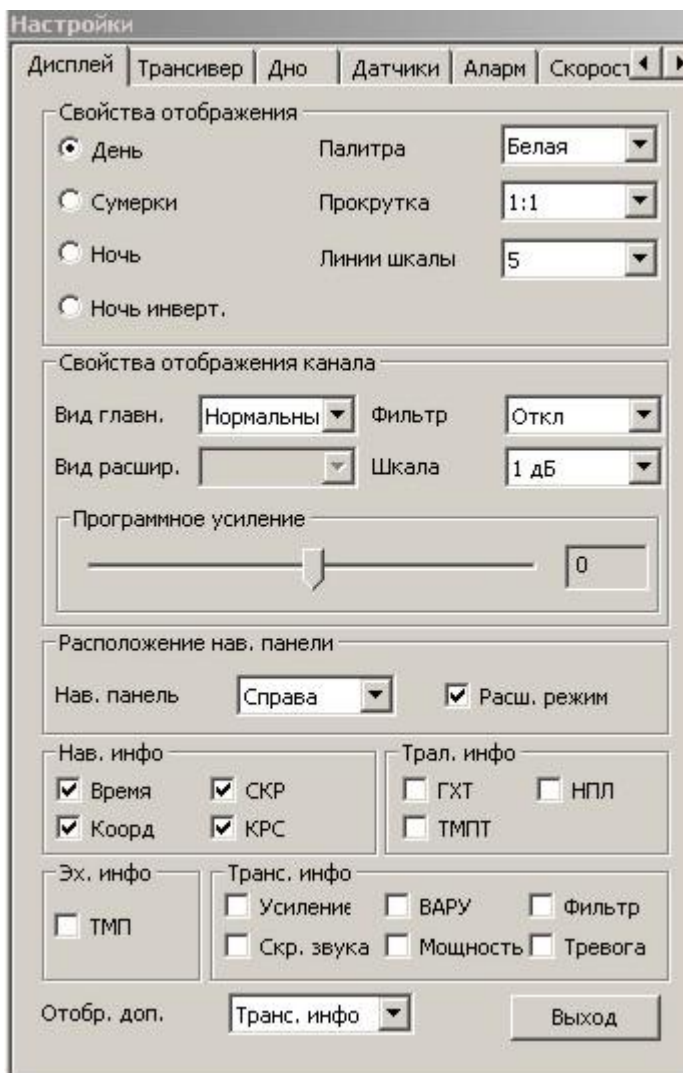 Настройки
Дисплей Трансивер Дно Датчики Аларм Скорост
Свойства отображения
День Палитра Белая
Сумерки Прокрутка 1:1
Ночь Линии шкалы 5
Ночь инверт.
Свойства отображения канала
Вид главн. Нормальны Фильтр Откл
Вид расшир. Шкала 1 дБ
Программное усиление
0
Расположение нав. панели
Нав. панель Справа Расш. режим
Нав. инфо Трал. инфо
Время СКР ГХТ НПЛ
Коорд КРС ТМПТ
Эх. инфо Транс. инфо
Усиление ВАРУ Фильтр
ТМП
Скр. звука Мощность Тревога
Отобр. доп. Транс. инфо Выход